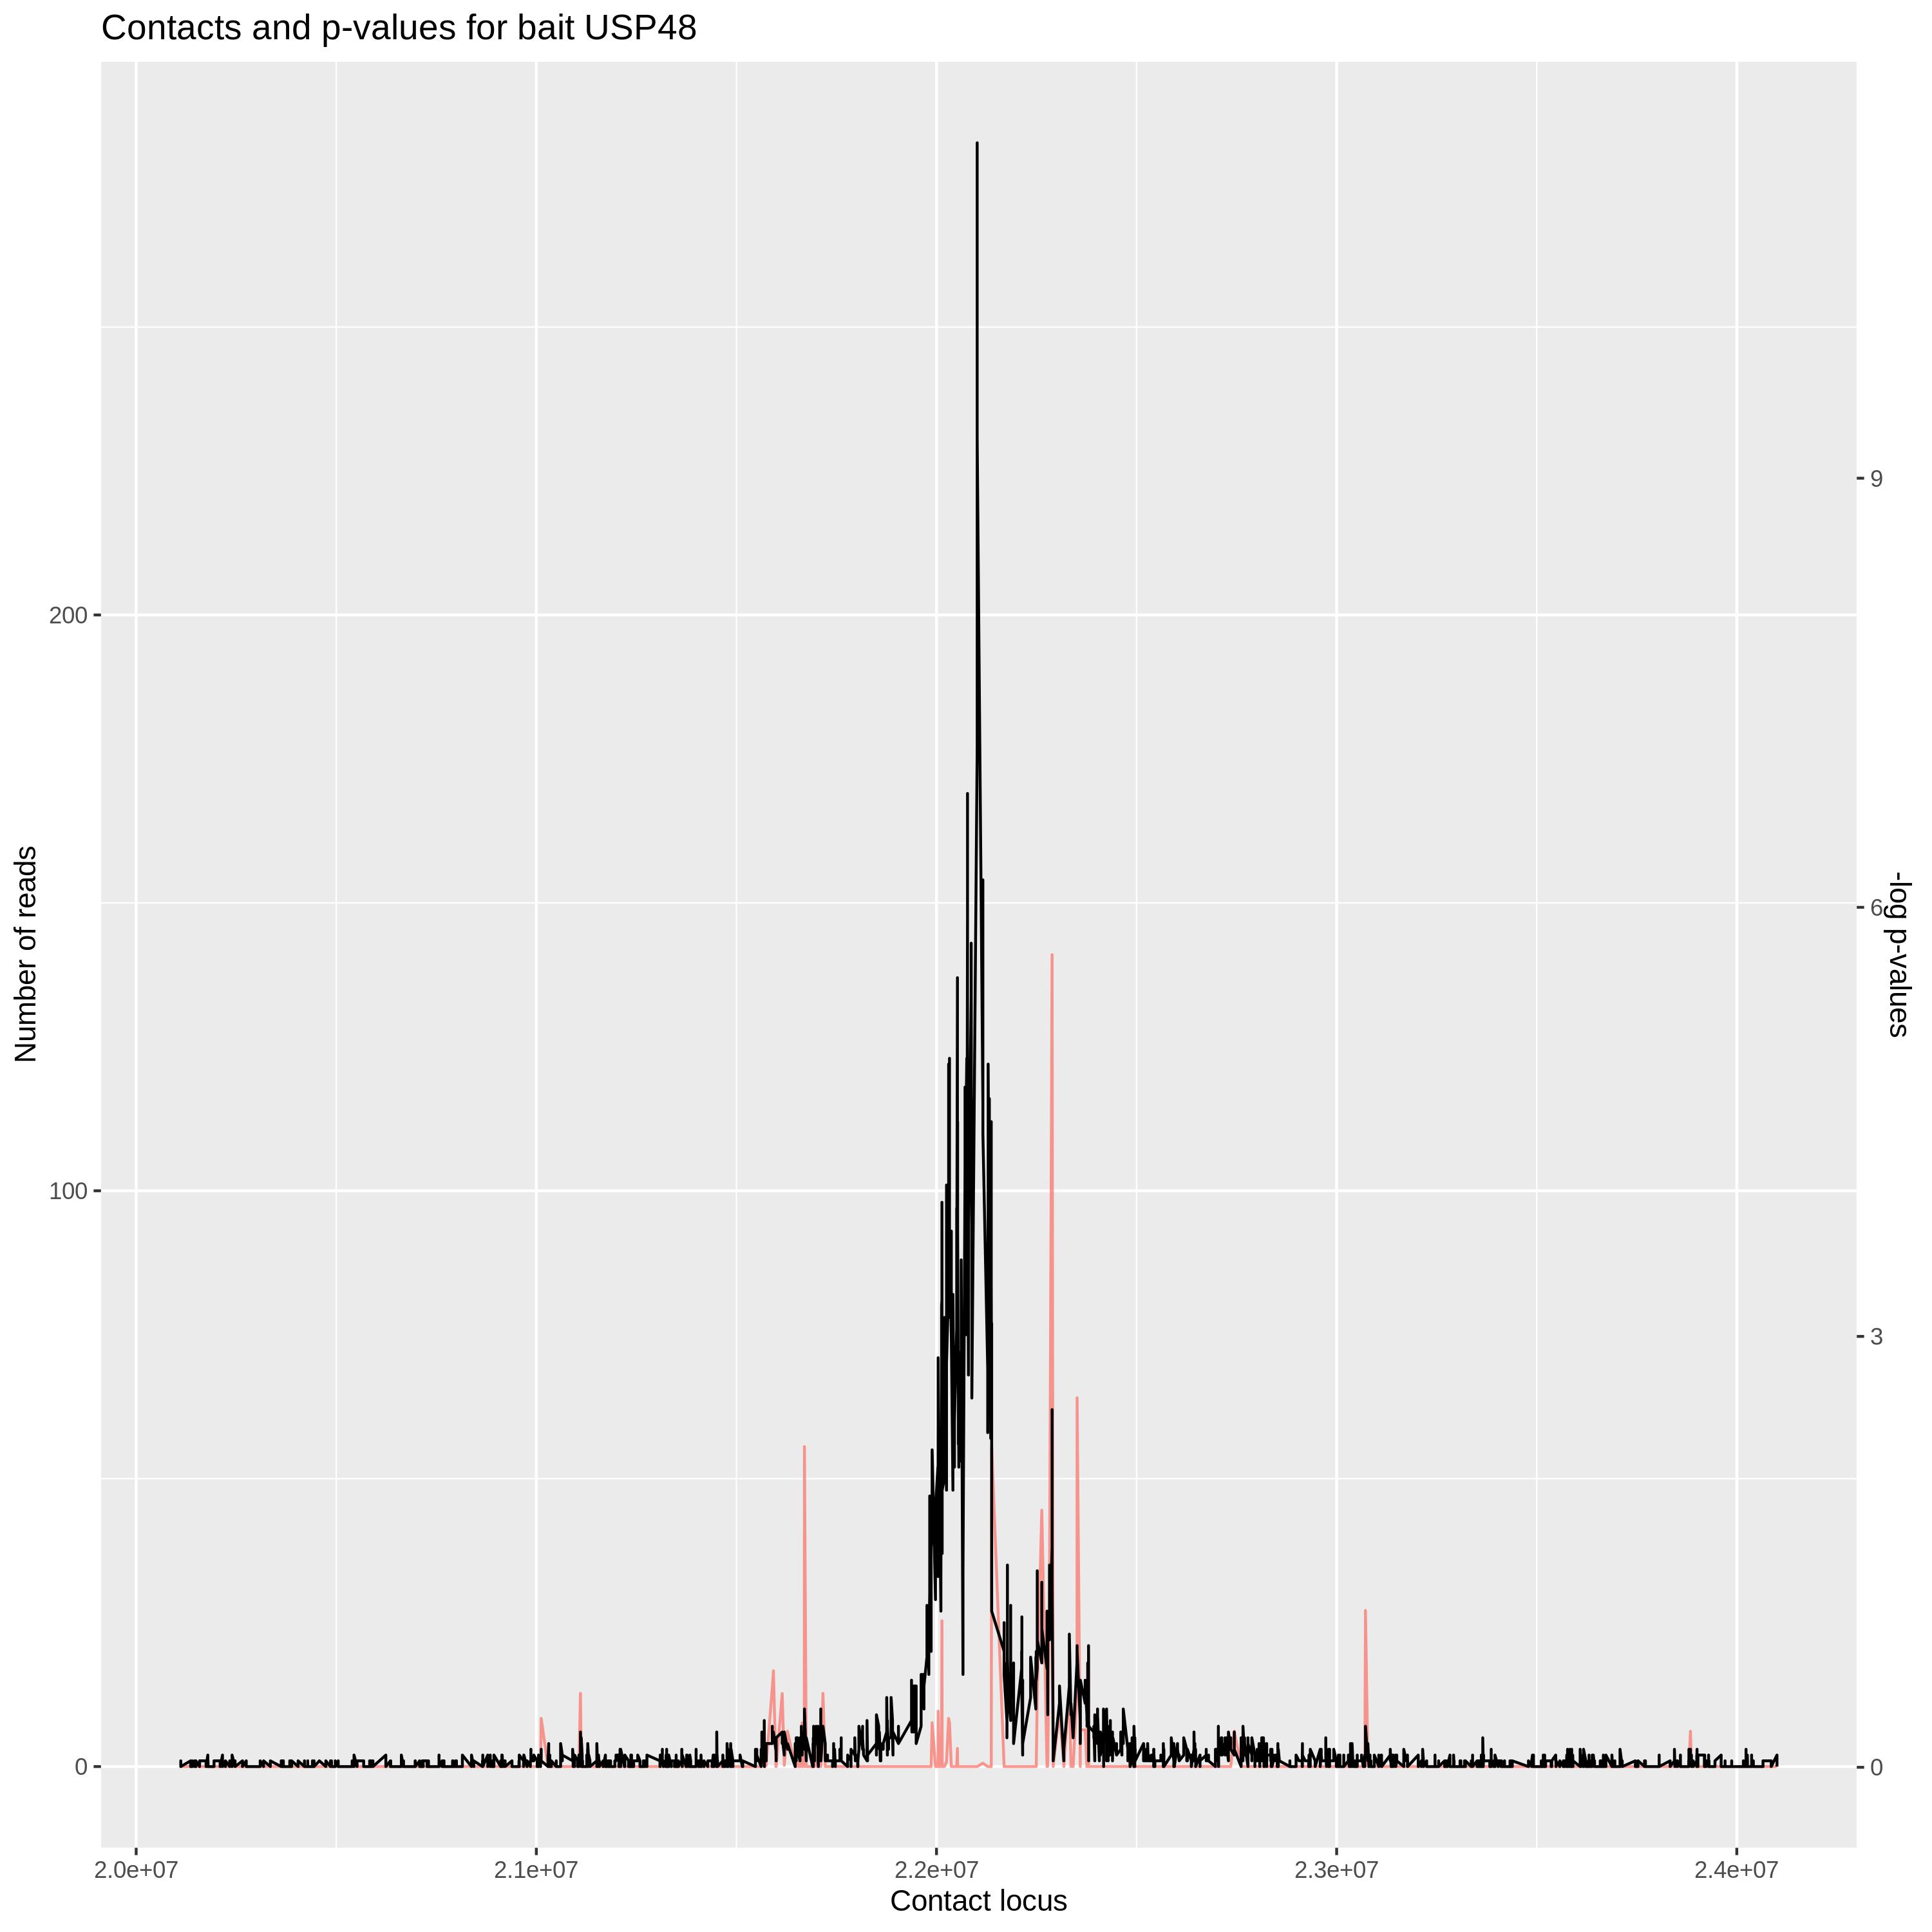 Contacts and p-values for bait USP48
Number of reads
200
100
0
9
6
3
0
-log p-values
2.0e+07 2.1e+07 2.2e+07 2.3e+07 2.4e+07
Contact locus